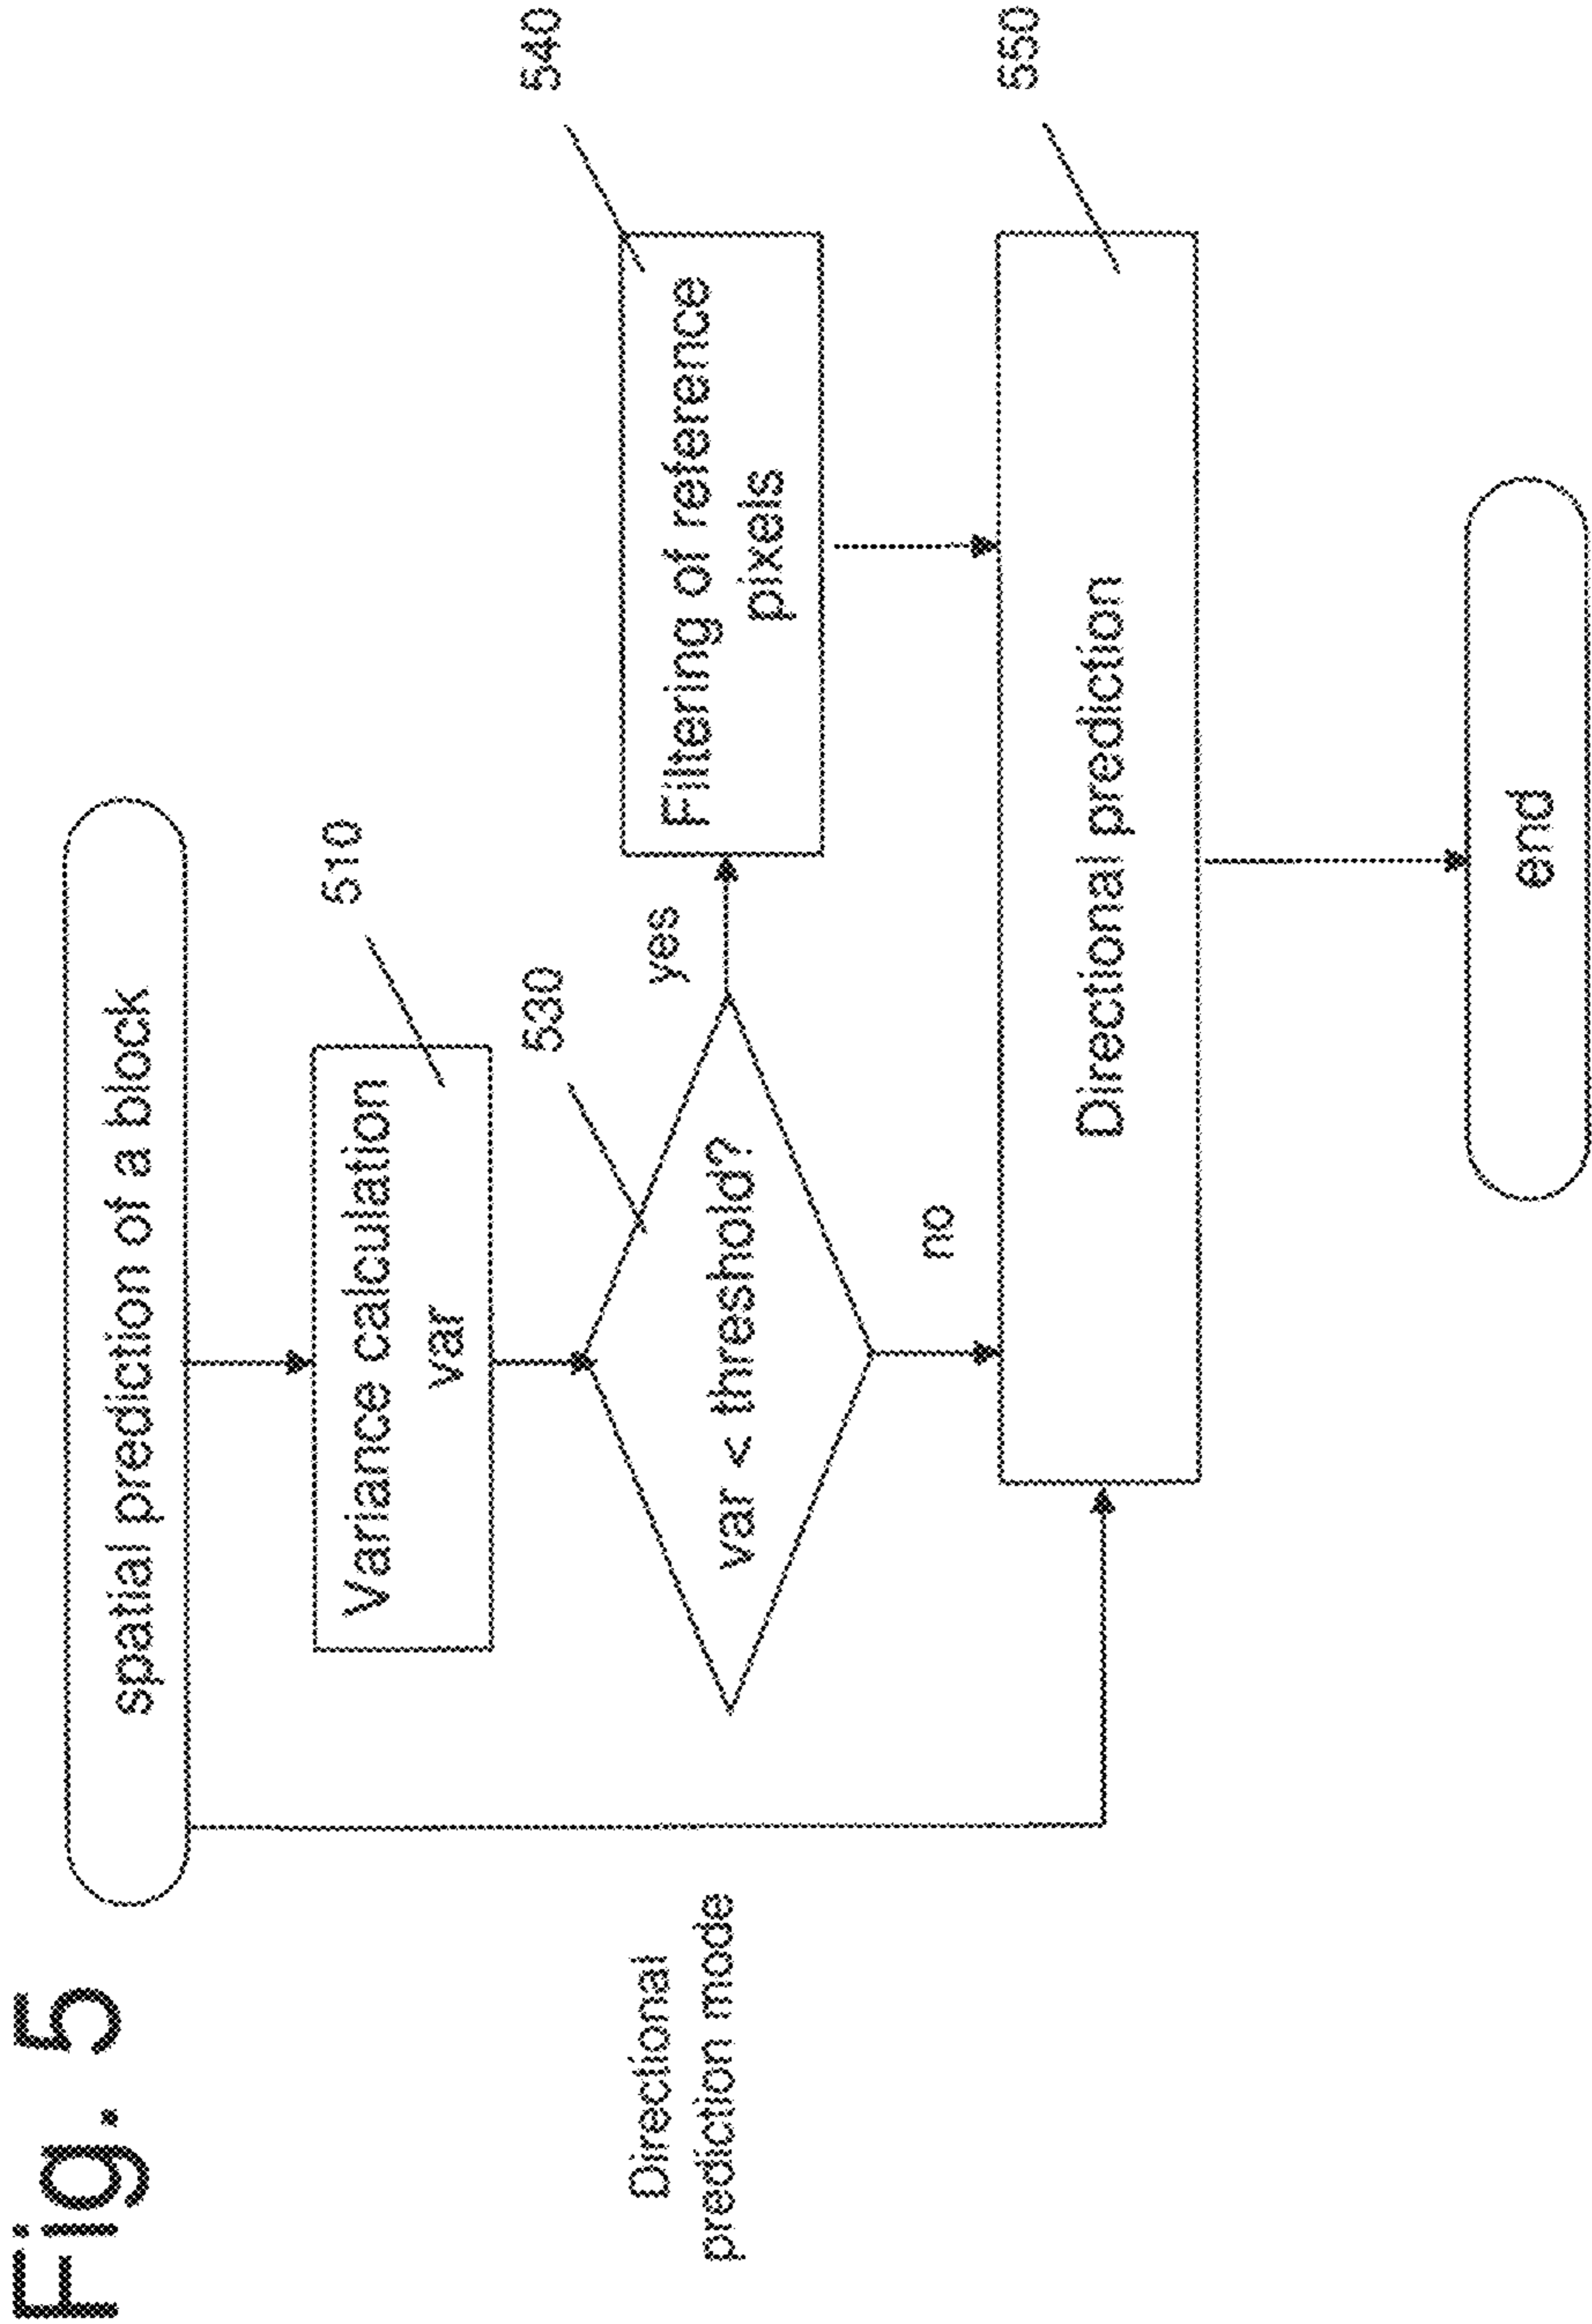 Fig. 5
spatial prediction of a block
Variance calculation
var
510
530
var < threshold?
yes
no
540
Filtering of reference
pixels
Directional
prediction mode
550
Directional prediction
end